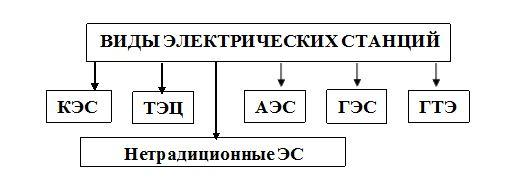 ВИДЫ ЭЛЕКТРИЧЕСКИХ СТАНЦИЙ
КЭС ТЭЦ АЭС ГЭС ГТЭ
Нетрадиционные ЭС